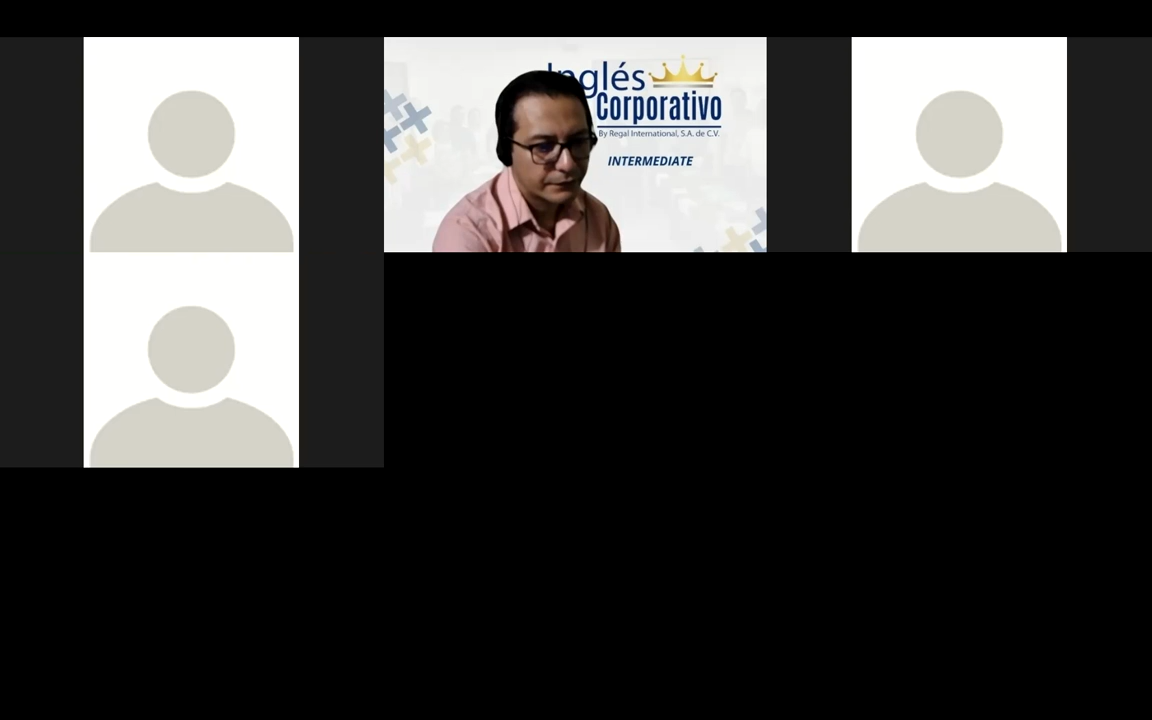 Inglés
Corporativo
By Regal International, S.A. de C.V.
INTERMEDIATE